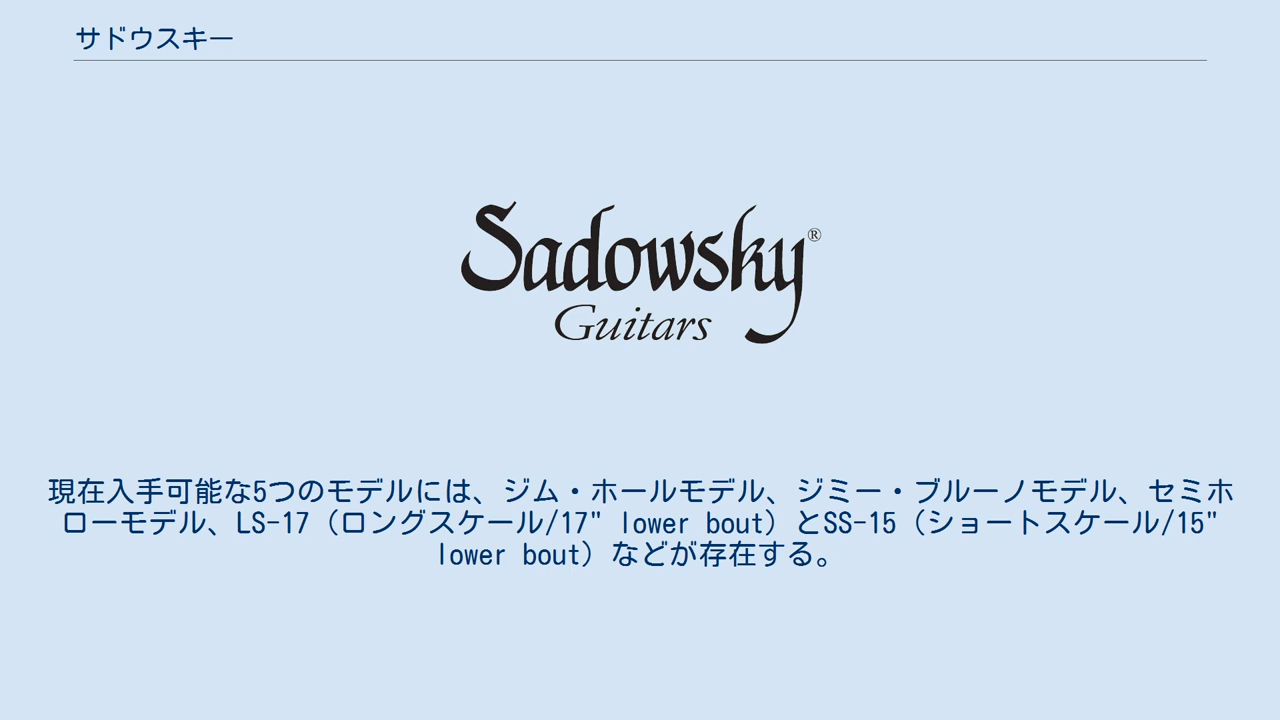 サドウスキー
Sadowsky®
Guitars
現在入手可能な5つのモデルには、ジム・ホールモデル、ジミー・ブルーノモデル、セミホ
ローモデル、LS-17（ロングスケール/17" lower bout）とSS-15（ショートスケール/15"
lower bout）などが存在する。